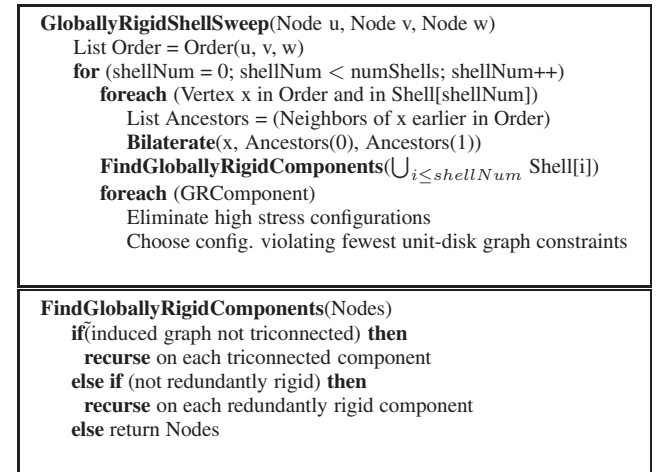 GloballyRigidShellSweep(Node u, Node v, Node w)
List Order = Order(u, v, w)
for (shellNum = 0; shellNum < numShells; shellNum++)
foreach (Vertex x in Order and in Shell[shellNum])
List Ancestors = (Neighbors of x earlier in Order)
Bilaterate(x, Ancestors(0), Ancestors(1))
FindGloballyRigidComponents(⋃_{i≤shellNum} Shell[i])
foreach (GRComponent)
Eliminate high stress configurations
Choose config. violating fewest unit-disk graph constraints
FindGloballyRigidComponents(Nodes)
if(̃induced graph not triconnected) then
recurse on each triconnected component
else if (not redundantly rigid) then
recurse on each redundantly rigid component
else return Nodes